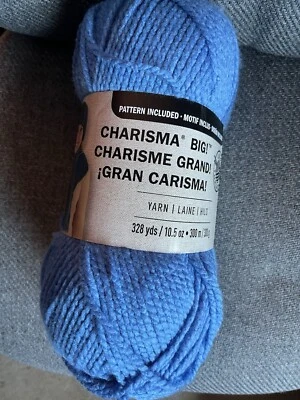 PATTERN INCLUDED • MOTIF INCLUS
CHARISMA® BIG!™
CHARISME GRAND!
¡GRAN CARISMA!
YARN | LAINE | HILO
328 yds / 10.5 oz • 300 m /